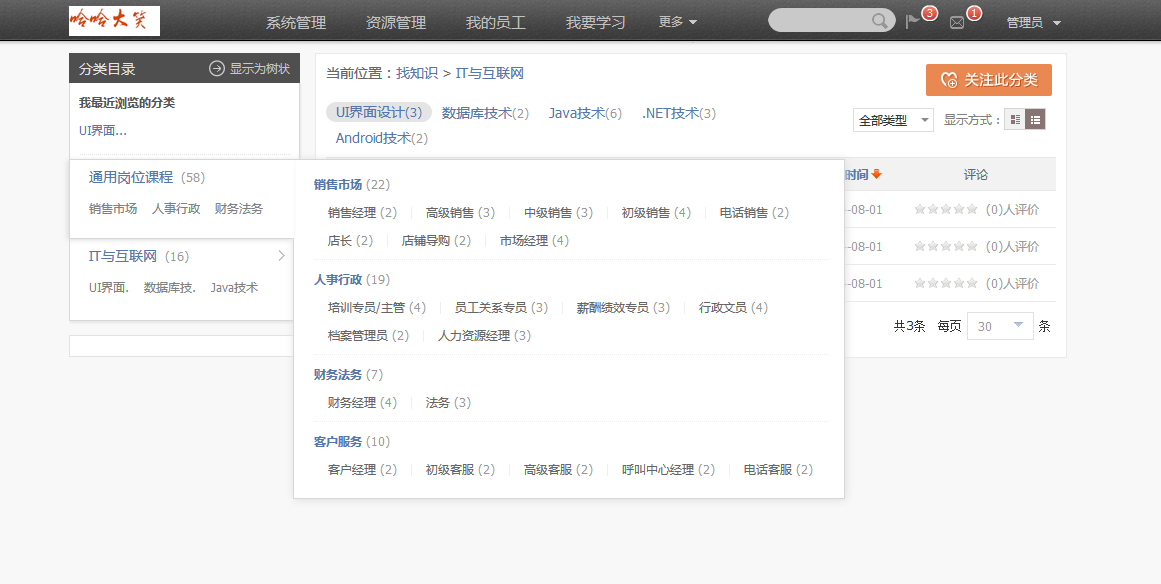 哈哈大笑 系统管理 资源管理 我的员工 我要学习 更多 3 1 管理员
分类目录 显示为树状
我最近浏览的分类
UI界面...
通用岗位课程 (58)
销售市场 人事行政 财务法务
IT与互联网 (16)
UI界面. 数据库技. Java技术
当前位置：找知识 > IT与互联网
关注此分类
UI界面设计(3) 数据库技术(2) Java技术(6) .NET技术(3)
Android技术(2)
全部类型 显示方式：
时间 评论
-08-01 (0)人评价
-08-01 (0)人评价
-08-01 (0)人评价
共3条 每页 30 条
销售市场 (22)
销售经理 (2) 高级销售 (3) 中级销售 (3) 初级销售 (4) 电话销售 (2)
店长 (2) 店铺导购 (2) 市场经理 (4)
人事行政 (19)
培训专员/主管 (4) 员工关系专员 (3) 薪酬绩效专员 (3) 行政文员 (4)
档案管理员 (2) 人力资源经理 (3)
财务法务 (7)
财务经理 (4) 法务 (3)
客户服务 (10)
客户经理 (2) 初级客服 (2) 高级客服 (2) 呼叫中心经理 (2) 电话客服 (2)